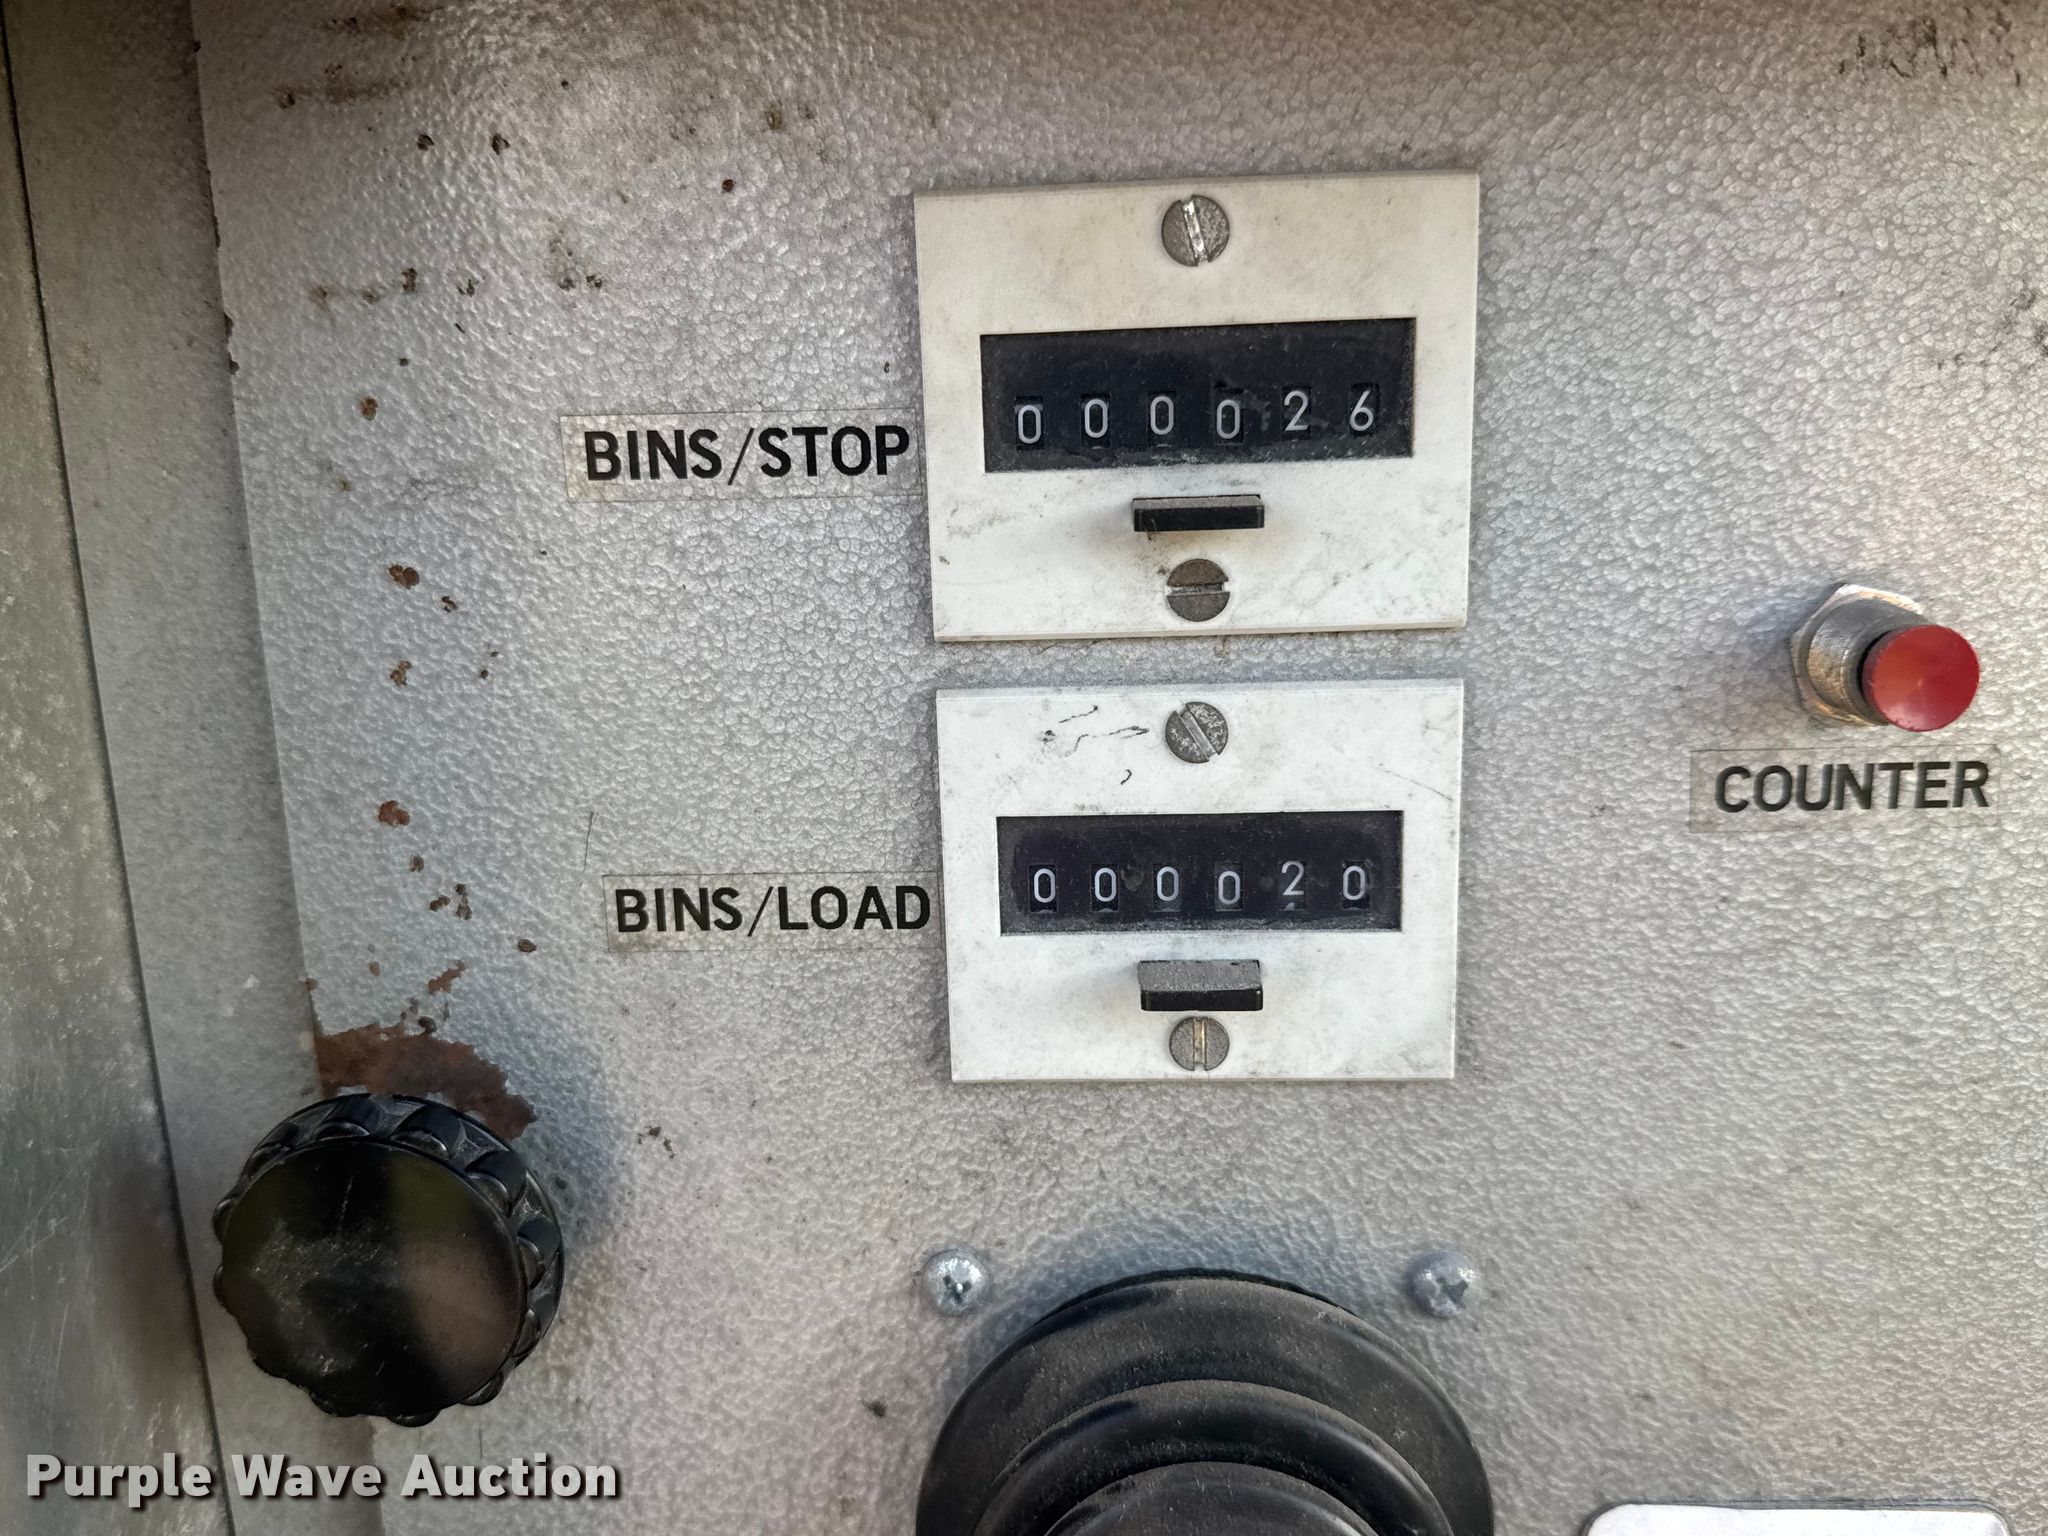 000026
BINS/STOP
COUNTER
000020
BINS/LOAD
Purple Wave Auction